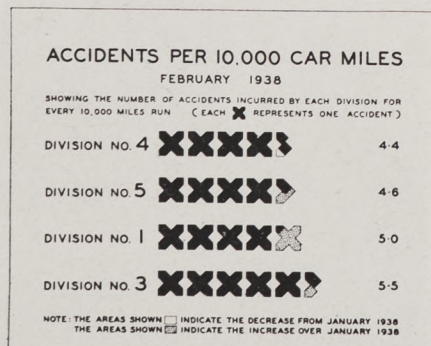 ACCIDENTS PER 10,000 CAR MILES
FEBRUARY 1938
SHOWING THE NUMBER OF ACCIDENTS INCURRED BY EACH DIVISION FOR
EVERY 10,000 MILES RUN (EACH X REPRESENTS ONE ACCIDENT)
DIVISION NO. 4 4·4
DIVISION NO. 5 4·6
DIVISION NO. 1 5·0
DIVISION NO. 3 5·5
NOTE: THE AREAS SHOWN INDICATE THE DECREASE FROM JANUARY 1938
THE AREAS SHOWN INDICATE THE INCREASE OVER JANUARY 1938